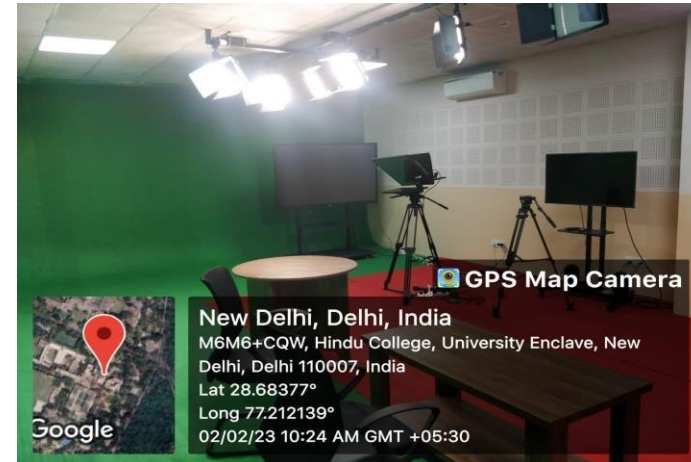 GPS Map Camera
New Delhi, Delhi, India
M6M6+CQW, Hindu College, University Enclave, New
Delhi, Delhi 110007, India
Lat 28.68377°
Long 77.212139°
02/02/23 10:24 AM GMT +05:30
Google